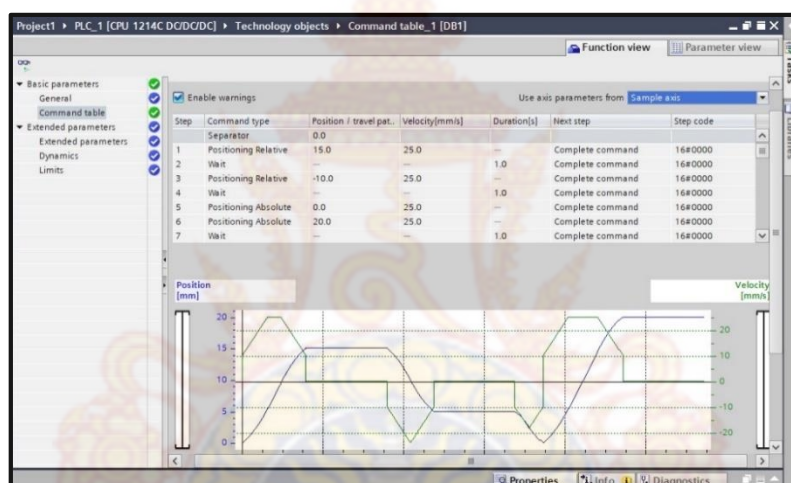 Project1 ▸ PLC_1 [CPU 1214C DC/DC/DC] ▸ Technology objects ▸ Command table_1 [DB1]
Function view Parameter view
Tasks
Libraries
Basic parameters
General
Command table
Extended parameters
Extended parameters
Dynamics
Limits
Enable warnings Use axis parameters from Sample axis
Step Command type Position / travel pat.. Velocity[mm/s] Duration[s] Next step Step code
Separator 0.0
1 Positioning Relative 15.0 25.0 — Complete command 16#0000
2 Wait — — 1.0 Complete command 16#0000
3 Positioning Relative -10.0 25.0 — Complete command 16#0000
4 Wait — — 1.0 Complete command 16#0000
5 Positioning Absolute 0.0 25.0 — Complete command 16#0000
6 Positioning Absolute 20.0 25.0 — Complete command 16#0000
7 Wait — — 1.0 Complete command 16#0000
Position
[mm]
Velocity
[mm/s]
20
15
10
5
0
20
10
0
-10
-20
Properties Info Diagnostics